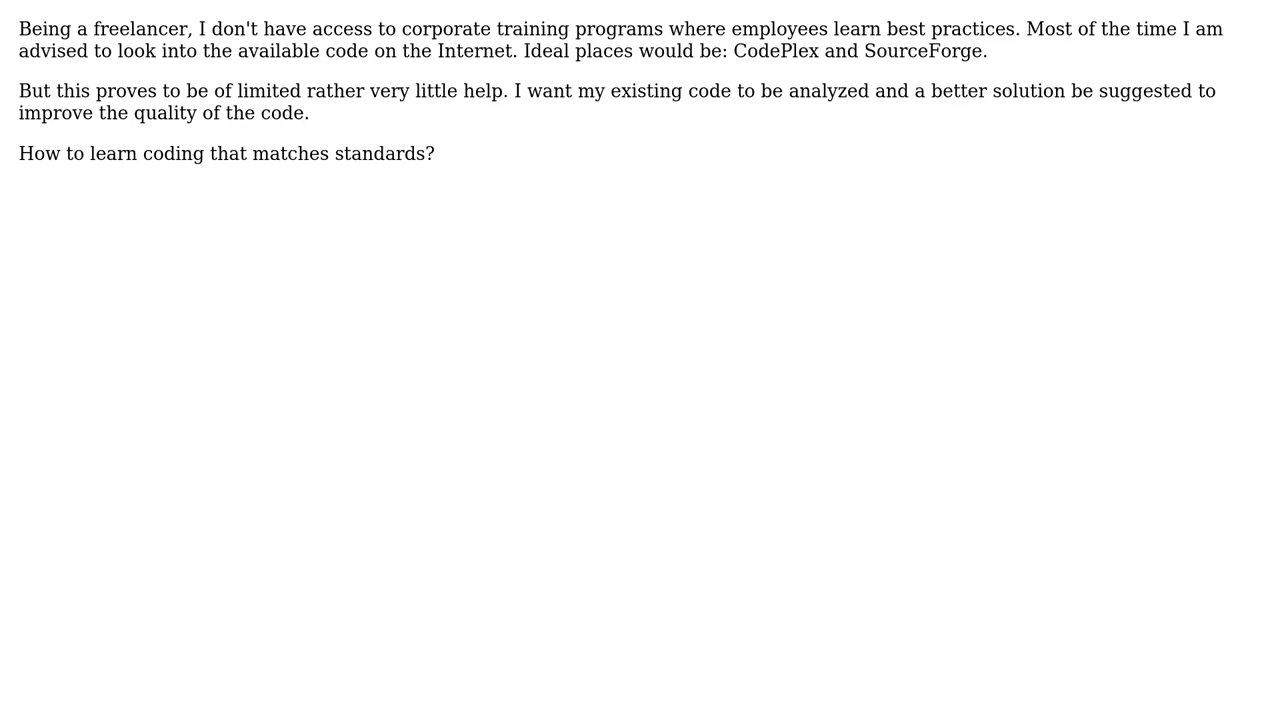 Being a freelancer, I don't have access to corporate training programs where employees learn best practices. Most of the time I am
advised to look into the available code on the Internet. Ideal places would be: CodePlex and SourceForge.
But this proves to be of limited rather very little help. I want my existing code to be analyzed and a better solution be suggested to
improve the quality of the code.
How to learn coding that matches standards?